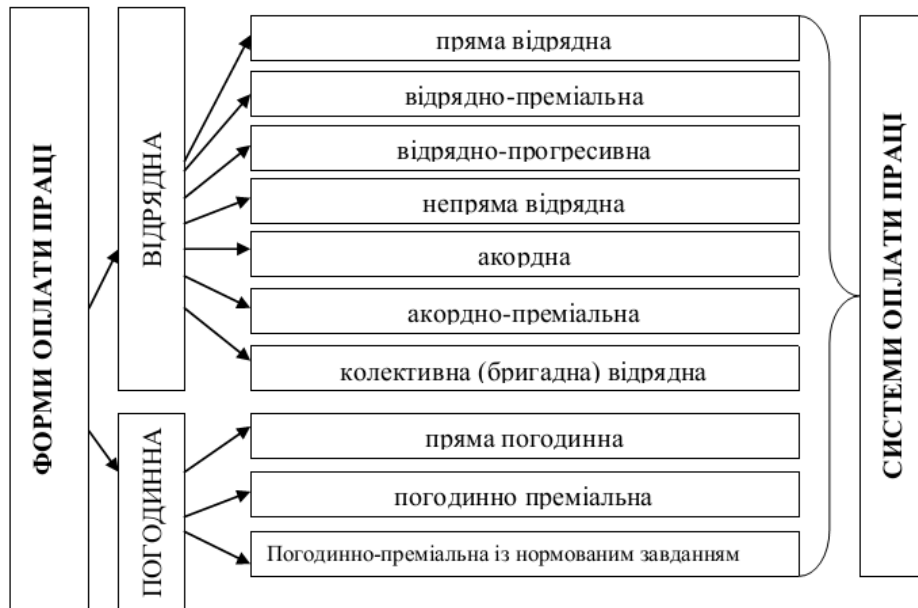 ФОРМИ ОПЛАТИ ПРАЦІ
ВІДРЯДНА
пряма відрядна
відрядно-преміальна
відрядно-прогресивна
непряма відрядна
акордна
акордно-преміальна
колективна (бригадна) відрядна
ПОГОДИННА
пряма погодинна
погодинно преміальна
Погодинно-преміальна із нормованим завданням
СИСТЕМИ ОПЛАТИ ПРАЦІ